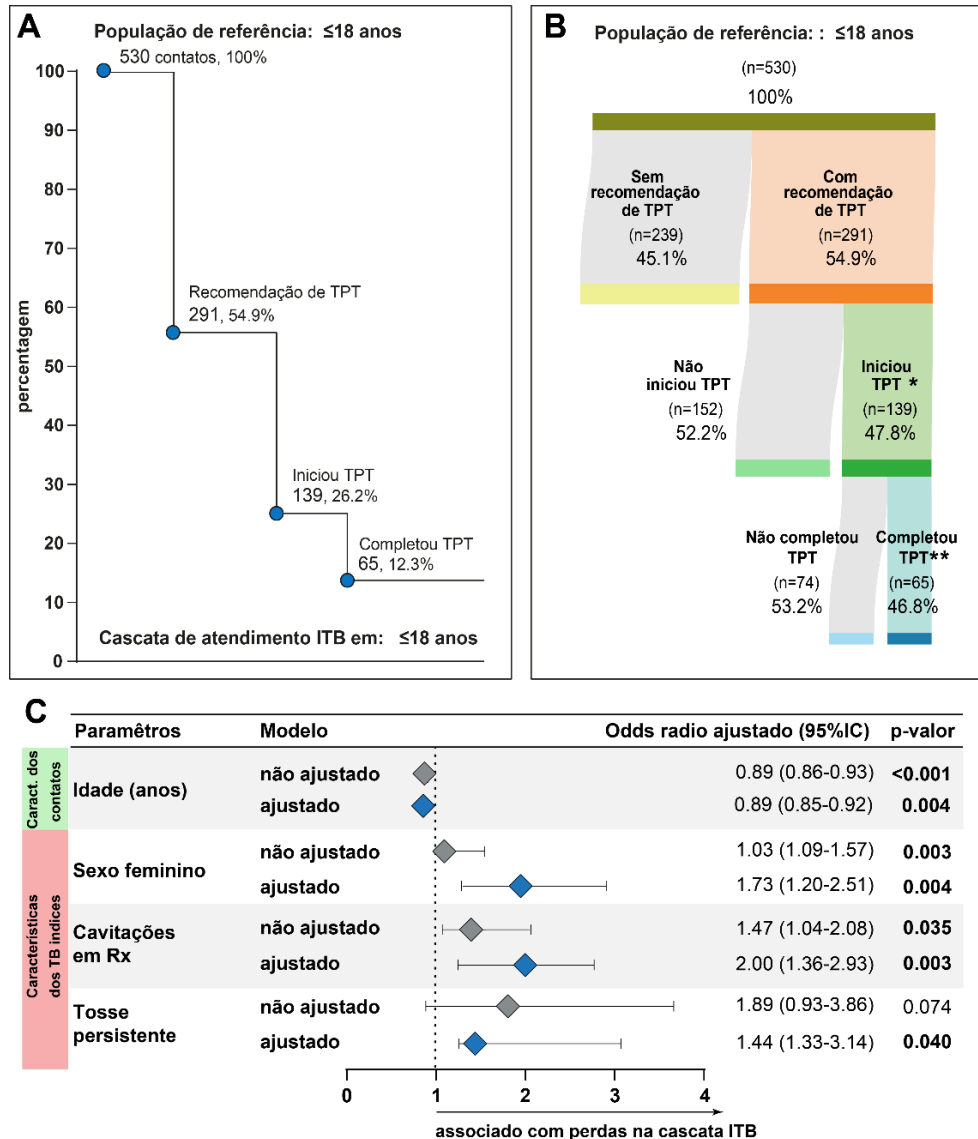 A
População de referência: ≤18 anos
530 contatos, 100%
100
90
80
70
60
50
40
30
20
10
0
percentagem
Recomendação de TPT
291, 54.9%
Iniciou TPT
139, 26.2%
Completou TPT
65, 12.3%
Cascata de atendimento ITB em: ≤18 anos
B
População de referência: : ≤18 anos
(n=530)
100%
Sem
recomendação
de TPT
(n=239)
45.1%
Com
recomendação
de TPT
(n=291)
54.9%
Não
iniciou TPT
(n=152)
52.2%
Iniciou
TPT *
(n=139)
47.8%
Não completou
TPT
(n=74)
53.2%
Completou
TPT**
(n=65)
46.8%
C
Paramêtros Modelo Odds radio ajustado (95%IC) p-valor
Caract. dos
contatos
Idade (anos)
não ajustado 0.89 (0.86-0.93) <0.001
ajustado 0.89 (0.85-0.92) 0.004
Características
dos TB indices
Sexo feminino
não ajustado 1.03 (1.09-1.57) 0.003
ajustado 1.73 (1.20-2.51) 0.004
Cavitações
em Rx
não ajustado 1.47 (1.04-2.08) 0.035
ajustado 2.00 (1.36-2.93) 0.003
Tosse
persistente
não ajustado 1.89 (0.93-3.86) 0.074
ajustado 1.44 (1.33-3.14) 0.040
0 1 2 3 4
associado com perdas na cascata ITB